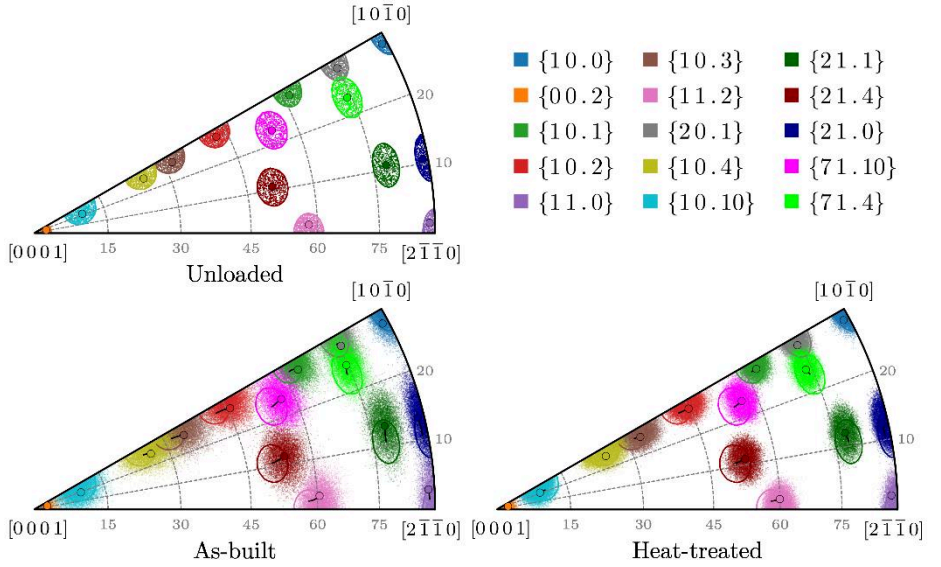 [1 0 1̄ 0]
20
10
[0 0 0 1]
15
30
45
60
75
[2 1̄ 1̄ 0]
Unloaded
{1 0 . 0}
{1 0 . 3}
{2 1 . 1}
{0 0 . 2}
{1 1 . 2}
{2 1 . 4}
{1 0 . 1}
{2 0 . 1}
{2 1 . 0}
{1 0 . 2}
{1 0 . 4}
{7 1 . 10}
{1 1 . 0}
{1 0 . 10}
{7 1 . 4}
[1 0 1̄ 0]
20
10
[0 0 0 1]
15
30
45
60
75
[2 1̄ 1̄ 0]
As-built
[1 0 1̄ 0]
20
10
[0 0 0 1]
15
30
45
60
75
[2 1̄ 1̄ 0]
Heat-treated